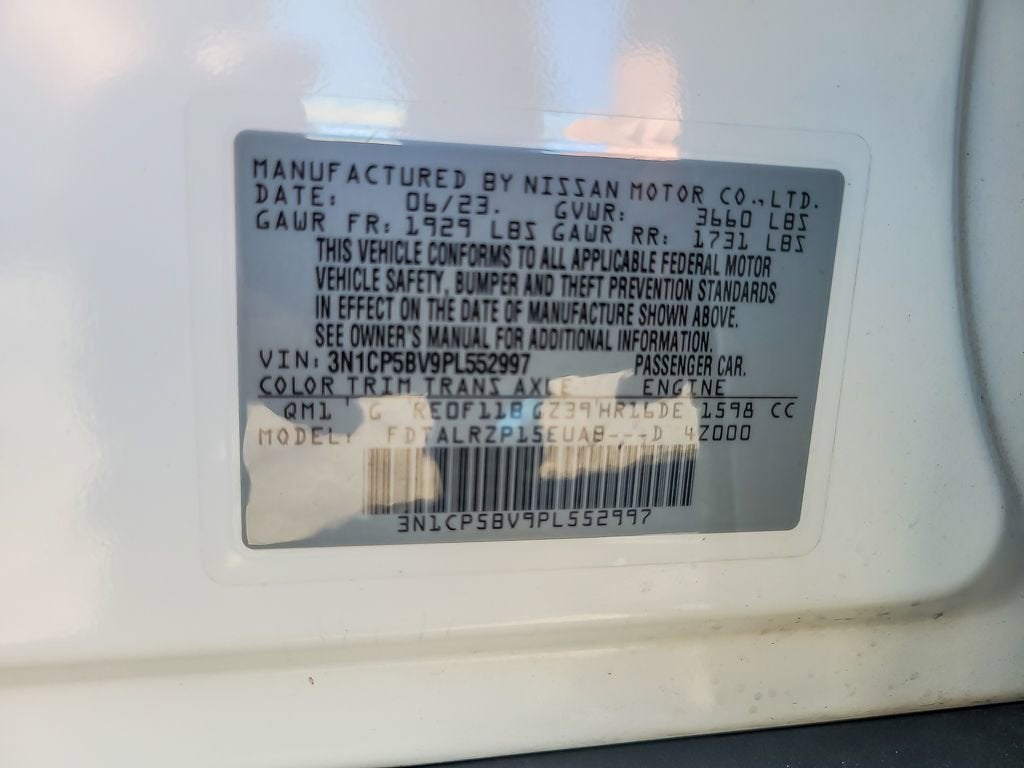 MANUFACTURED BY NISSAN MOTOR CO.,LTD.
DATE: 06/23. GVWR: 3660 LBS
GAWR FR: 1929 LBS GAWR RR: 1731 LBS
THIS VEHICLE CONFORMS TO ALL APPLICABLE FEDERAL MOTOR
VEHICLE SAFETY, BUMPER AND THEFT PREVENTION STANDARDS
IN EFFECT ON THE DATE OF MANUFACTURE SHOWN ABOVE.
SEE OWNER'S MANUAL FOR ADDITIONAL INFORMATION.
VIN: 3N1CP5BV9PL552997 PASSENGER CAR.
COLOR TRIM TRANS AXLE ENGINE
QM1 G RE0F11B GZ39 HR16DE 1598 CC
MODEL: FDTALRZP15EUAB---D 4Z000
3N1CP5BV9PL552997